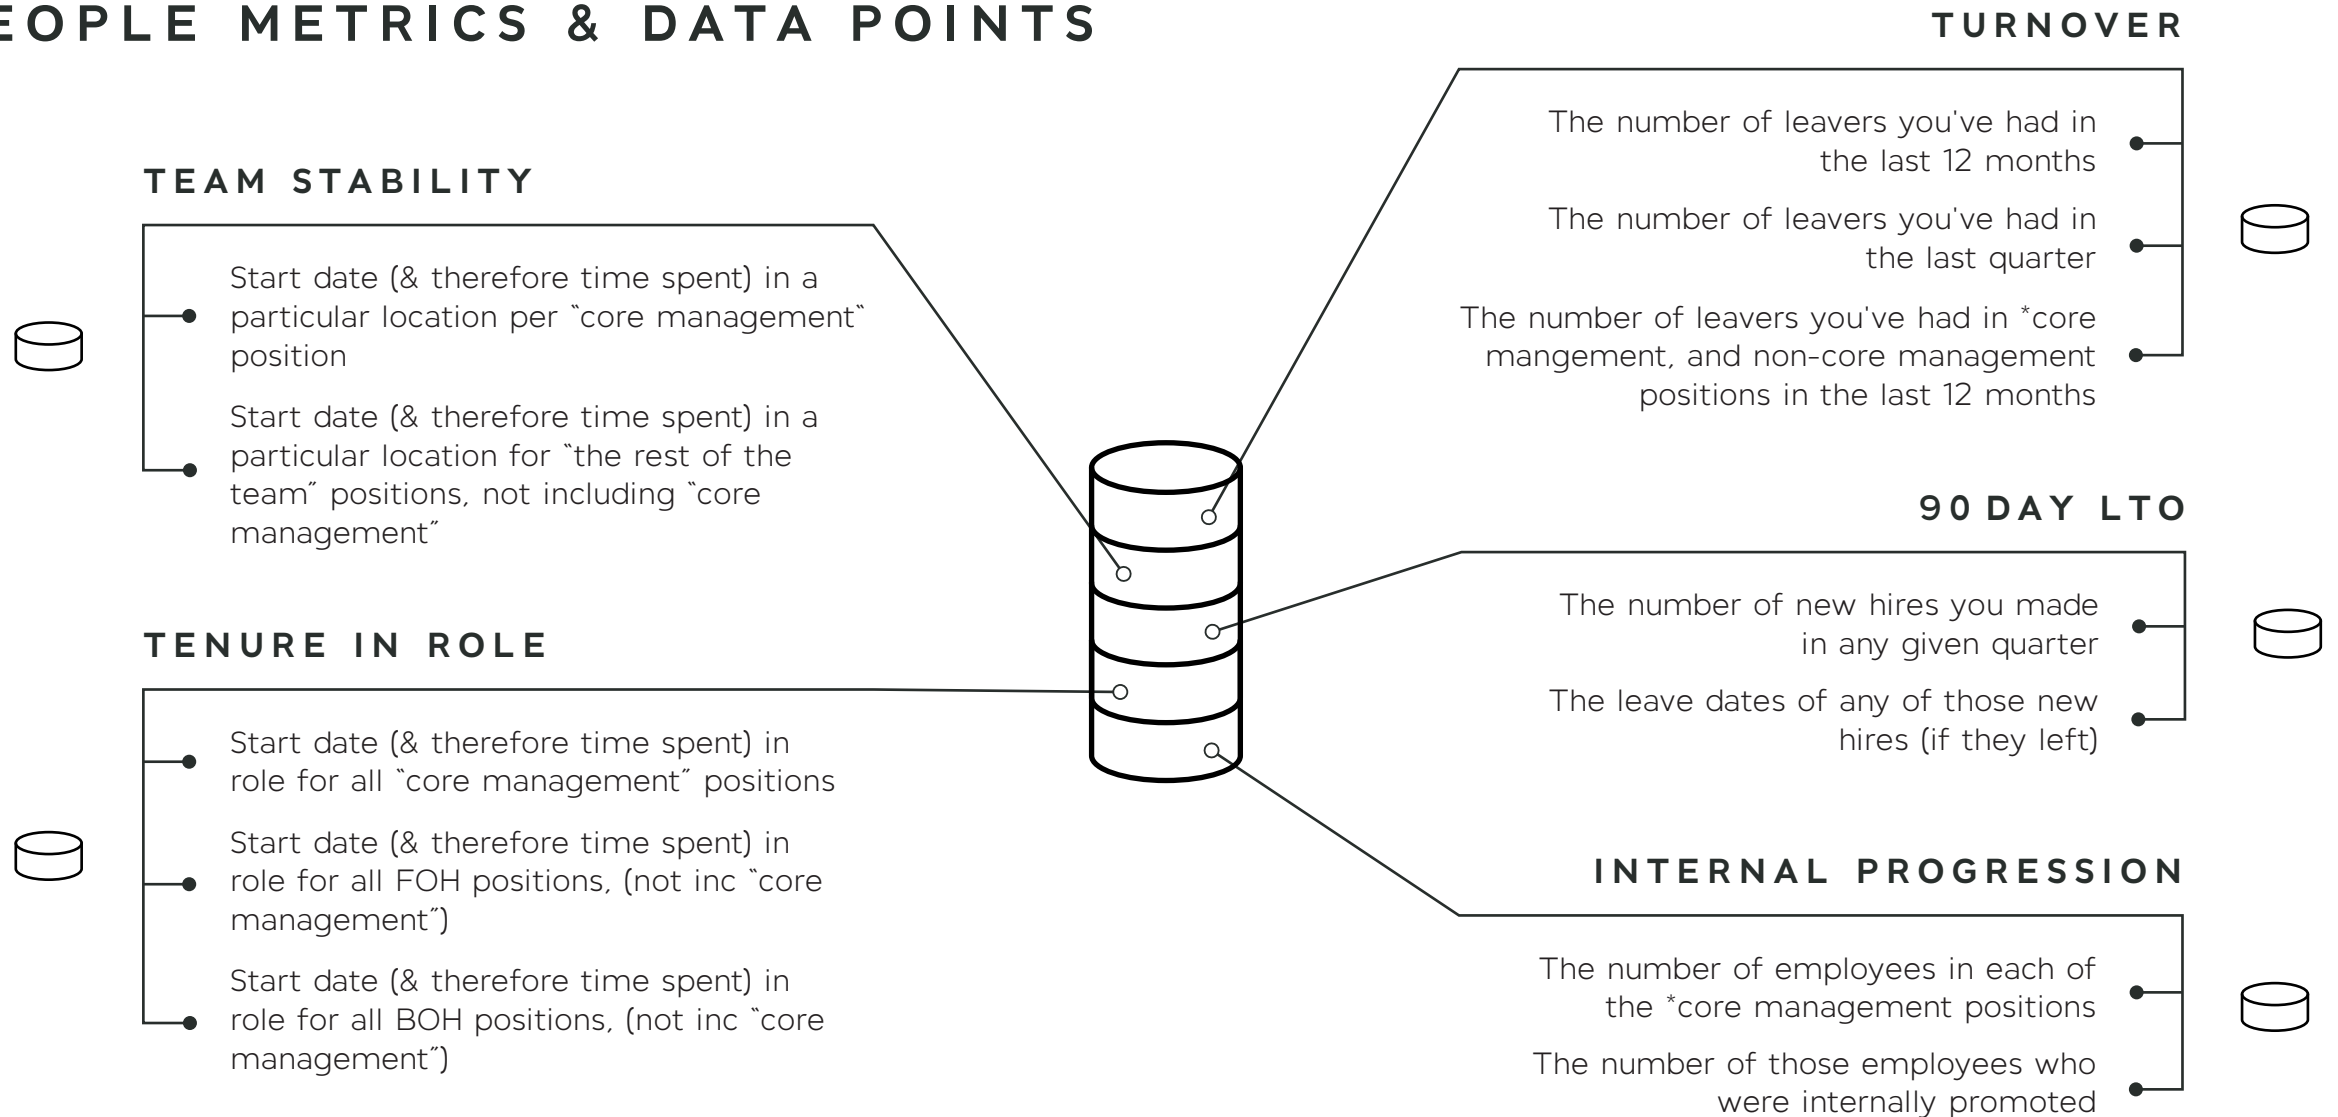 EOPLE METRICS & DATA POINTS
TEAM STABILITY
Start date (& therefore time spent) in a
particular location per “core management“
position
Start date (& therefore time spent) in a
particular location for “the rest of the
team” positions, not including “core
management”
TENURE IN ROLE
Start date (& therefore time spent) in
role for all “core management” positions
Start date (& therefore time spent) in
role for all FOH positions, (not inc “core
management”)
Start date (& therefore time spent) in
role for all BOH positions, (not inc “core
management”)
TURNOVER
The number of leavers you've had in
the last 12 months
The number of leavers you've had in
the last quarter
The number of leavers you've had in *core
mangement, and non-core management
positions in the last 12 months
90 DAY LTO
The number of new hires you made
in any given quarter
The leave dates of any of those new
hires (if they left)
INTERNAL PROGRESSION
The number of employees in each of
the *core management positions
The number of those employees who
were internally promoted